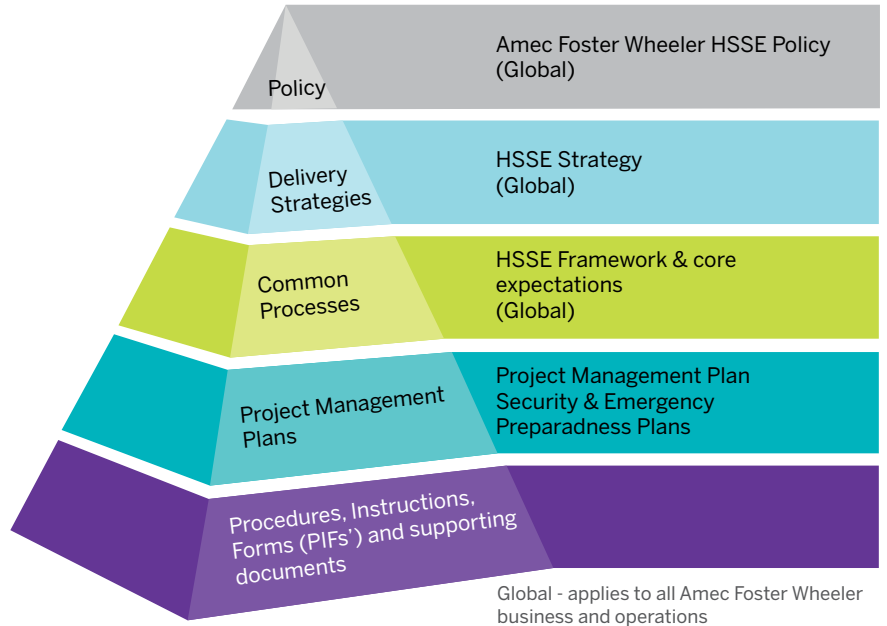 Policy
Amec Foster Wheeler HSSE Policy
(Global)
Delivery
Strategies
HSSE Strategy
(Global)
Common
Processes
HSSE Framework & core
expectations
(Global)
Project Management
Plans
Project Management Plan
Security & Emergency
Preparadness Plans
Procedures, Instructions,
Forms (PIFs’) and supporting
documents
Global - applies to all Amec Foster Wheeler
business and operations